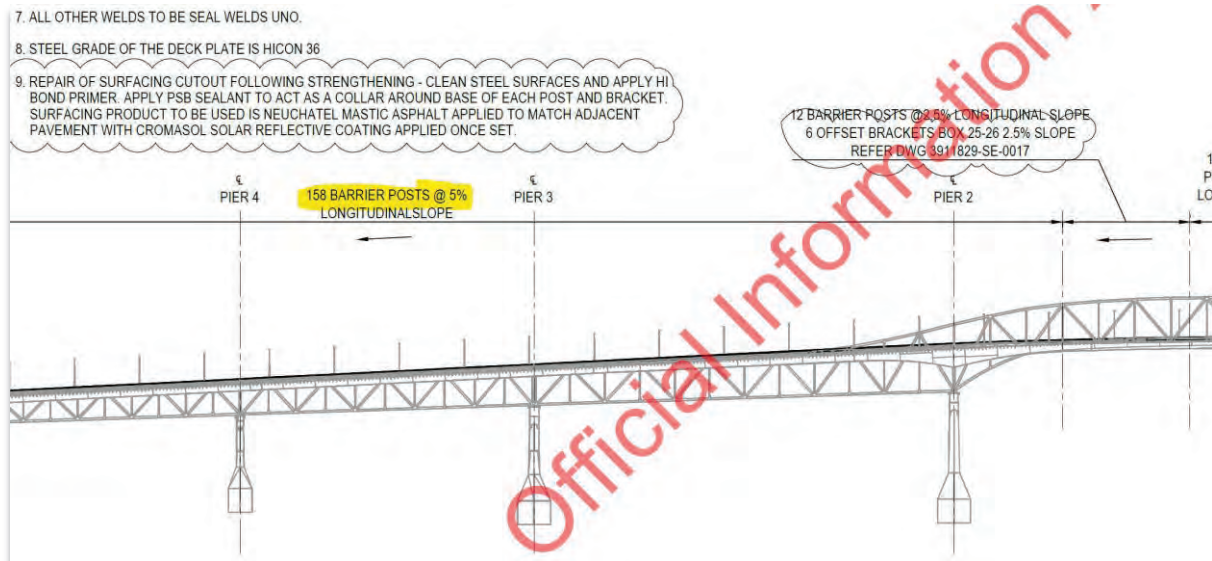 7. ALL OTHER WELDS TO BE SEAL WELDS UNO.
8. STEEL GRADE OF THE DECK PLATE IS HICON 36
9. REPAIR OF SURFACING CUTOUT FOLLOWING STRENGTHENING - CLEAN STEEL SURFACES AND APPLY HI
BOND PRIMER. APPLY PSB SEALANT TO ACT AS A COLLAR AROUND BASE OF EACH POST AND BRACKET.
SURFACING PRODUCT TO BE USED IS NEUCHATEL MASTIC ASPHALT APPLIED TO MATCH ADJACENT
PAVEMENT WITH CROMASOL SOLAR REFLECTIVE COATING APPLIED ONCE SET.
12 BARRIER POSTS @2.5% LONGITUDINAL SLOPE
6 OFFSET BRACKETS BOX 25-26 2.5% SLOPE
REFER DWG 3911829-SE-0017
PIER 4
158 BARRIER POSTS @ 5%
LONGITUDINALSLOPE
PIER 3
PIER 2
Official Information